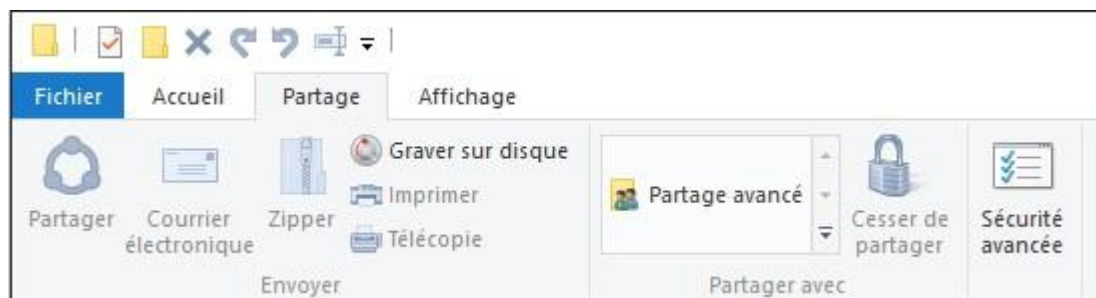 Fichier Accueil Partage Affichage
Partager
Courrier
électronique
Zipper
Graver sur disque
Imprimer
Télécopie
Envoyer
Partage avancé
Cesser de
partager
Partager avec
Sécurité
avancée